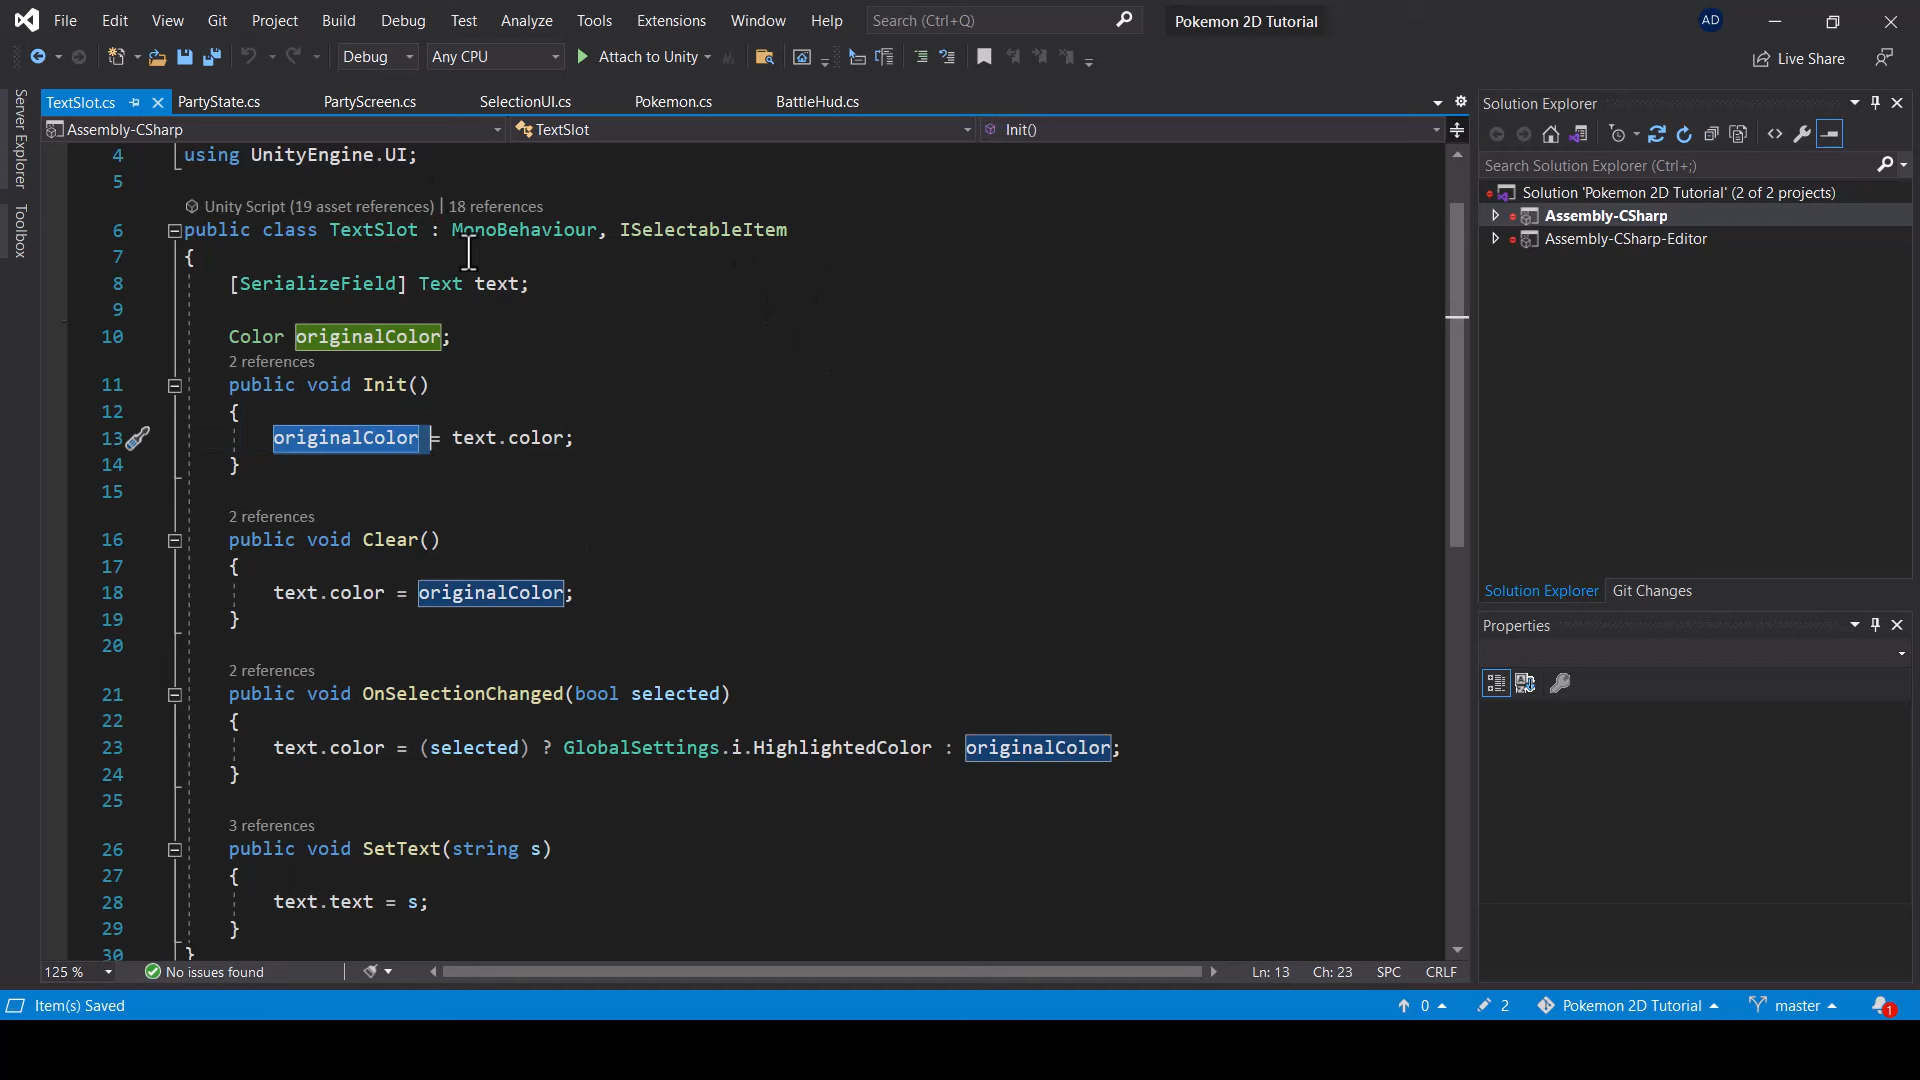 File Edit View Git Project Build Debug Test Analyze Tools Extensions Window Help Search (Ctrl+Q) Pokemon 2D Tutorial AD
Debug Any CPU Attach to Unity Live Share
TextSlot.cs PartyState.cs PartyScreen.cs SelectionUI.cs Pokemon.cs BattleHud.cs
Assembly-CSharp TextSlot Init()
Server Explorer
Toolbox
4 using UnityEngine.UI;
5
Unity Script (19 asset references) | 18 references
6 public class TextSlot : MonoBehaviour, ISelectableItem
7 {
8 [SerializeField] Text text;
9
10 Color originalColor;
2 references
11 public void Init()
12 {
13 originalColor = text.color;
14 }
15
2 references
16 public void Clear()
17 {
18 text.color = originalColor;
19 }
20
2 references
21 public void OnSelectionChanged(bool selected)
22 {
23 text.color = (selected) ? GlobalSettings.i.HighlightedColor : originalColor;
24 }
25
3 references
26 public void SetText(string s)
27 {
28 text.text = s;
29 }
30 }
125 % No issues found Ln: 13 Ch: 23 SPC CRLF
Solution Explorer
Search Solution Explorer (Ctrl+;)
Solution 'Pokemon 2D Tutorial' (2 of 2 projects)
Assembly-CSharp
Assembly-CSharp-Editor
Solution Explorer Git Changes
Properties
Item(s) Saved 0 2 Pokemon 2D Tutorial master 1